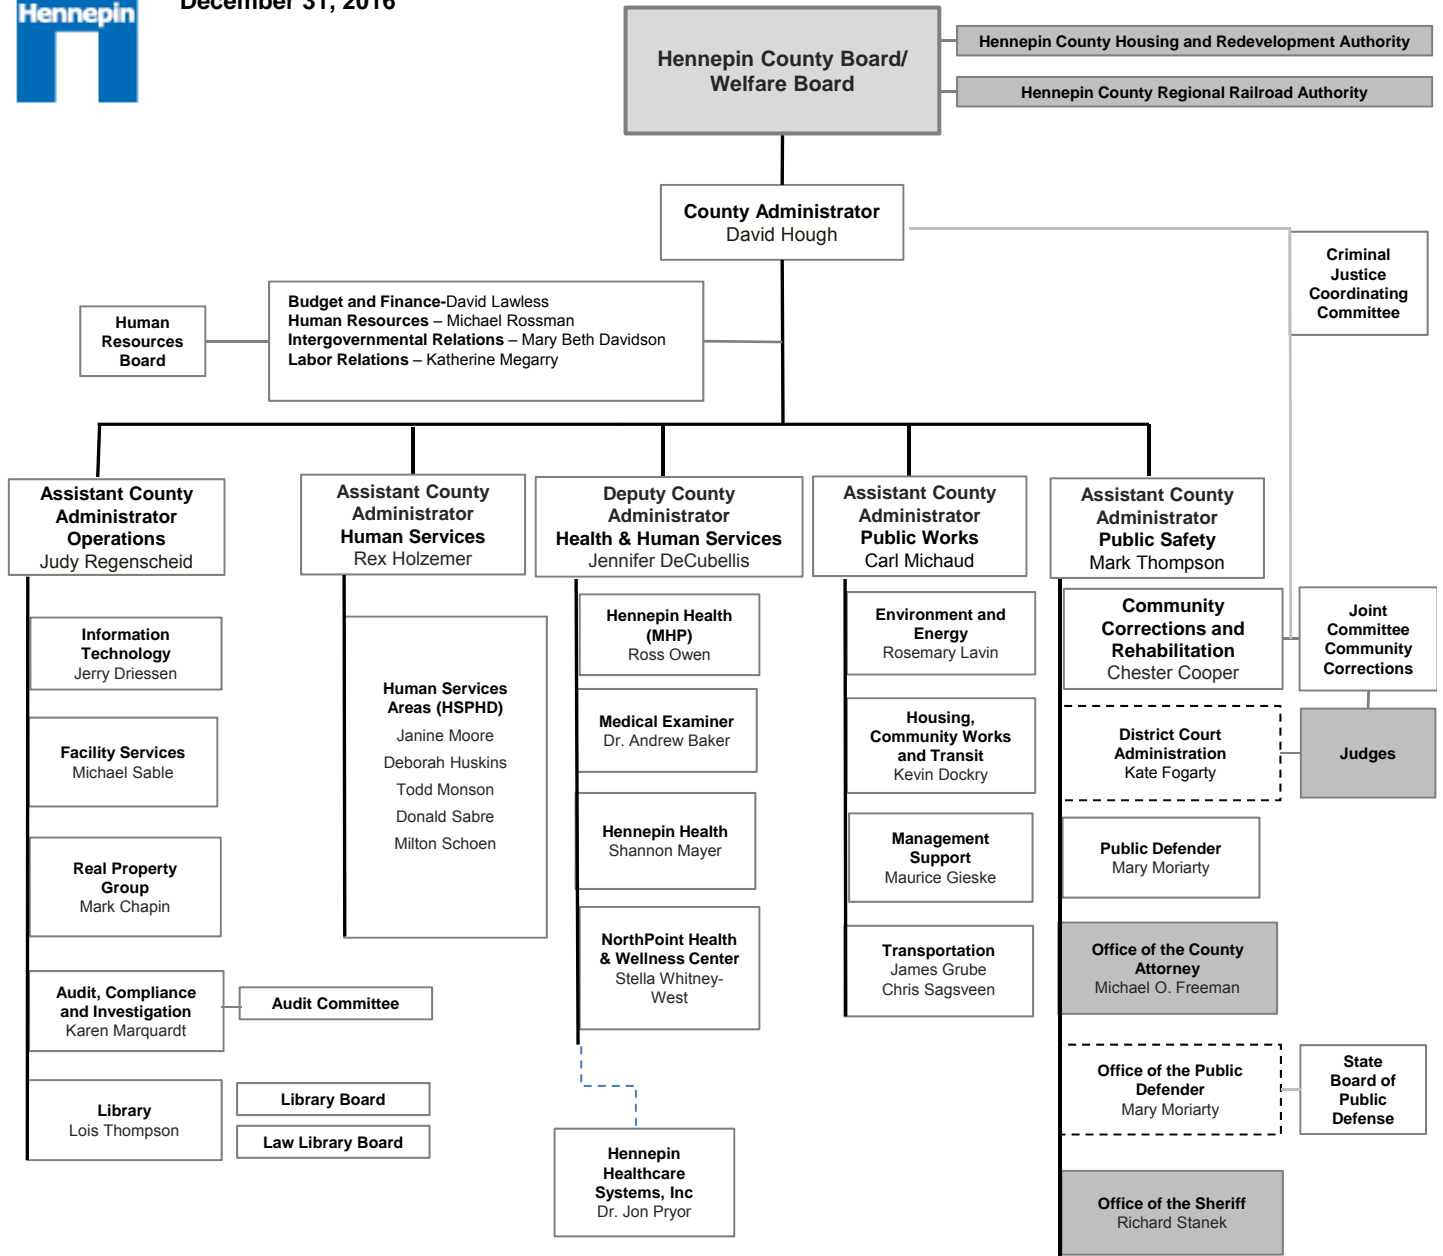 Hennepin
December 31, 2016
Hennepin County Board/
Welfare Board
Hennepin County Housing and Redevelopment Authority
Hennepin County Regional Railroad Authority
County Administrator
David Hough
Criminal
Justice
Coordinating
Committee
Human
Resources
Board
Budget and Finance-David Lawless
Human Resources – Michael Rossman
Intergovernmental Relations – Mary Beth Davidson
Labor Relations – Katherine Megarry
Assistant County
Administrator
Operations
Judy Regenscheid
Information
Technology
Jerry Driessen
Facility Services
Michael Sable
Real Property
Group
Mark Chapin
Audit, Compliance
and Investigation
Karen Marquardt
Audit Committee
Library
Lois Thompson
Library Board
Law Library Board
Assistant County
Administrator
Human Services
Rex Holzemer
Human Services
Areas (HSPHD)
Janine Moore
Deborah Huskins
Todd Monson
Donald Sabre
Milton Schoen
Deputy County
Administrator
Health & Human Services
Jennifer DeCubellis
Hennepin Health
(MHP)
Ross Owen
Medical Examiner
Dr. Andrew Baker
Hennepin Health
Shannon Mayer
NorthPoint Health
& Wellness Center
Stella Whitney-
West
Hennepin
Healthcare
Systems, Inc
Dr. Jon Pryor
Assistant County
Administrator
Public Works
Carl Michaud
Environment and
Energy
Rosemary Lavin
Housing,
Community Works
and Transit
Kevin Dockry
Management
Support
Maurice Gieske
Transportation
James Grube
Chris Sagsveen
Assistant County
Administrator
Public Safety
Mark Thompson
Community
Corrections and
Rehabilitation
Chester Cooper
Joint
Committee
Community
Corrections
District Court
Administration
Kate Fogarty
Judges
Public Defender
Mary Moriarty
Office of the County
Attorney
Michael O. Freeman
Office of the Public
Defender
Mary Moriarty
State
Board of
Public
Defense
Office of the Sheriff
Richard Stanek